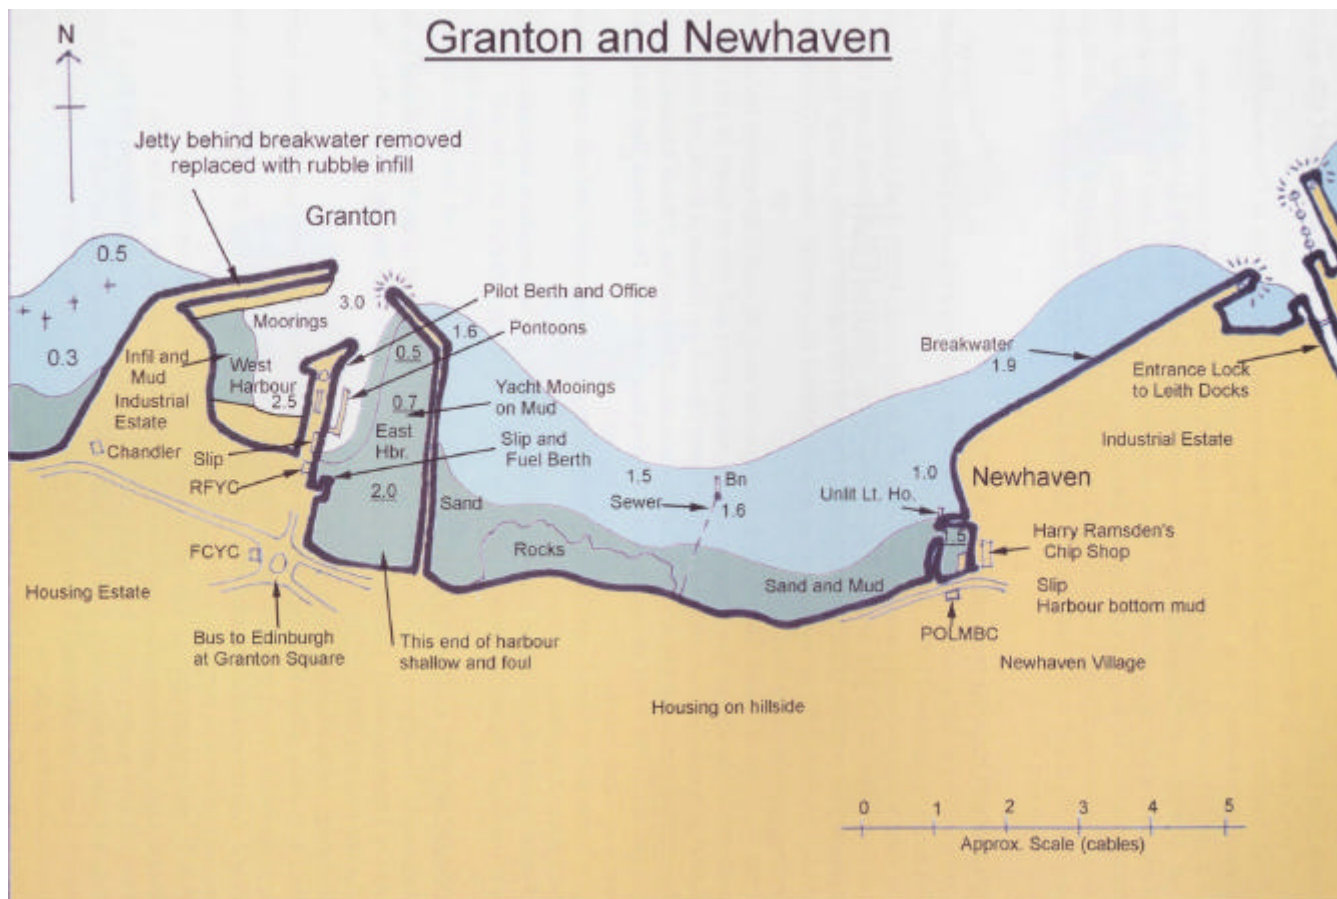 Granton and Newhaven
N
Jetty behind breakwater removed
replaced with rubble infill
Granton
0.5
3.0
Pilot Berth and Office
Moorings
Pontoons
1.6
0.3
Infil and
Mud
West
Harbour
2.5
0.5
Breakwater
1.9
Entrance Lock
to Leith Docks
Industrial
Estate
0.7
Yacht Mooings
on Mud
East
Hbr.
Slip and
Fuel Berth
Industrial Estate
Chandler
Slip
RFYC
2.0
Sand
1.5
Bn
Sewer
1.6
1.0
Newhaven
Unlit Lt. Ho.
1.5
Harry Ramsden's
Chip Shop
FCYC
Rocks
Sand and Mud
Slip
Harbour bottom mud
Housing Estate
Bus to Edinburgh
at Granton Square
This end of harbour
shallow and foul
POLMBC
Newhaven Village
Housing on hillside
0 1 2 3 4 5
Approx. Scale (cables)